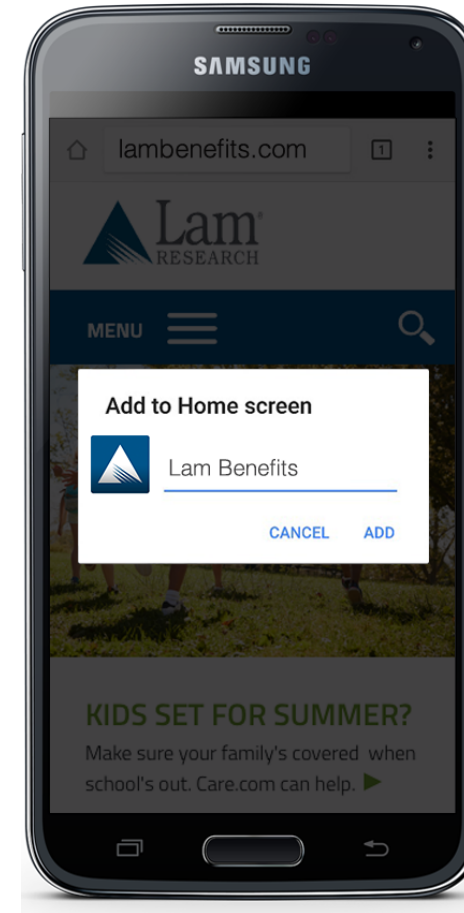 SAMSUNG
lambenefits.com 1
Lam®
RESEARCH
MENU
Add to Home screen
Lam Benefits
CANCEL ADD
KIDS SET FOR SUMMER?
Make sure your family's covered when
school's out. Care.com can help.